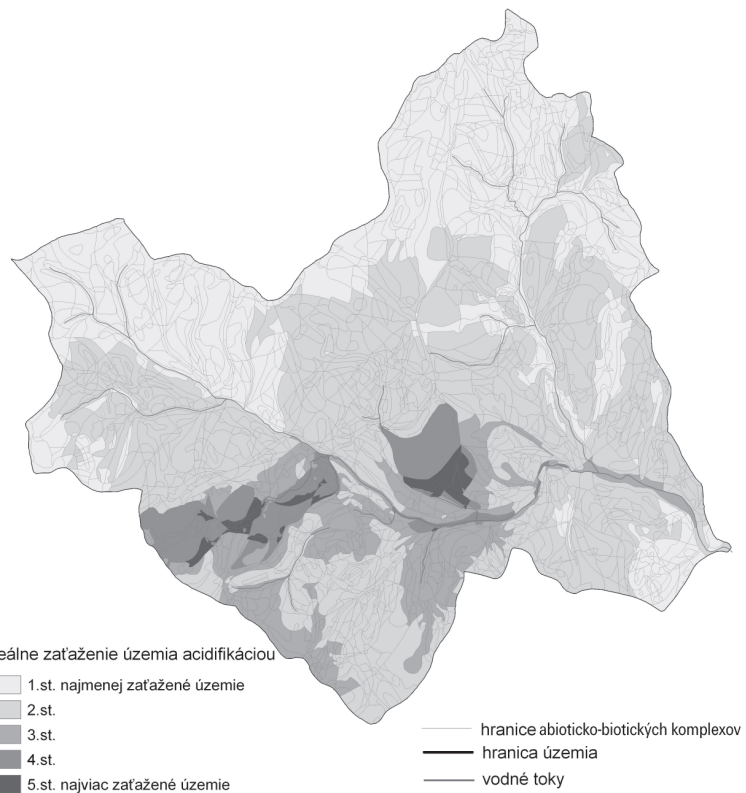 eálne zaťaženie územia acidifikáciou
1.st. najmenej zaťažené územie
2.st.
3.st.
4.st.
5.st. najviac zaťažené územie
hranice abioticko-biotických komplexov
hranica územia
vodné toky